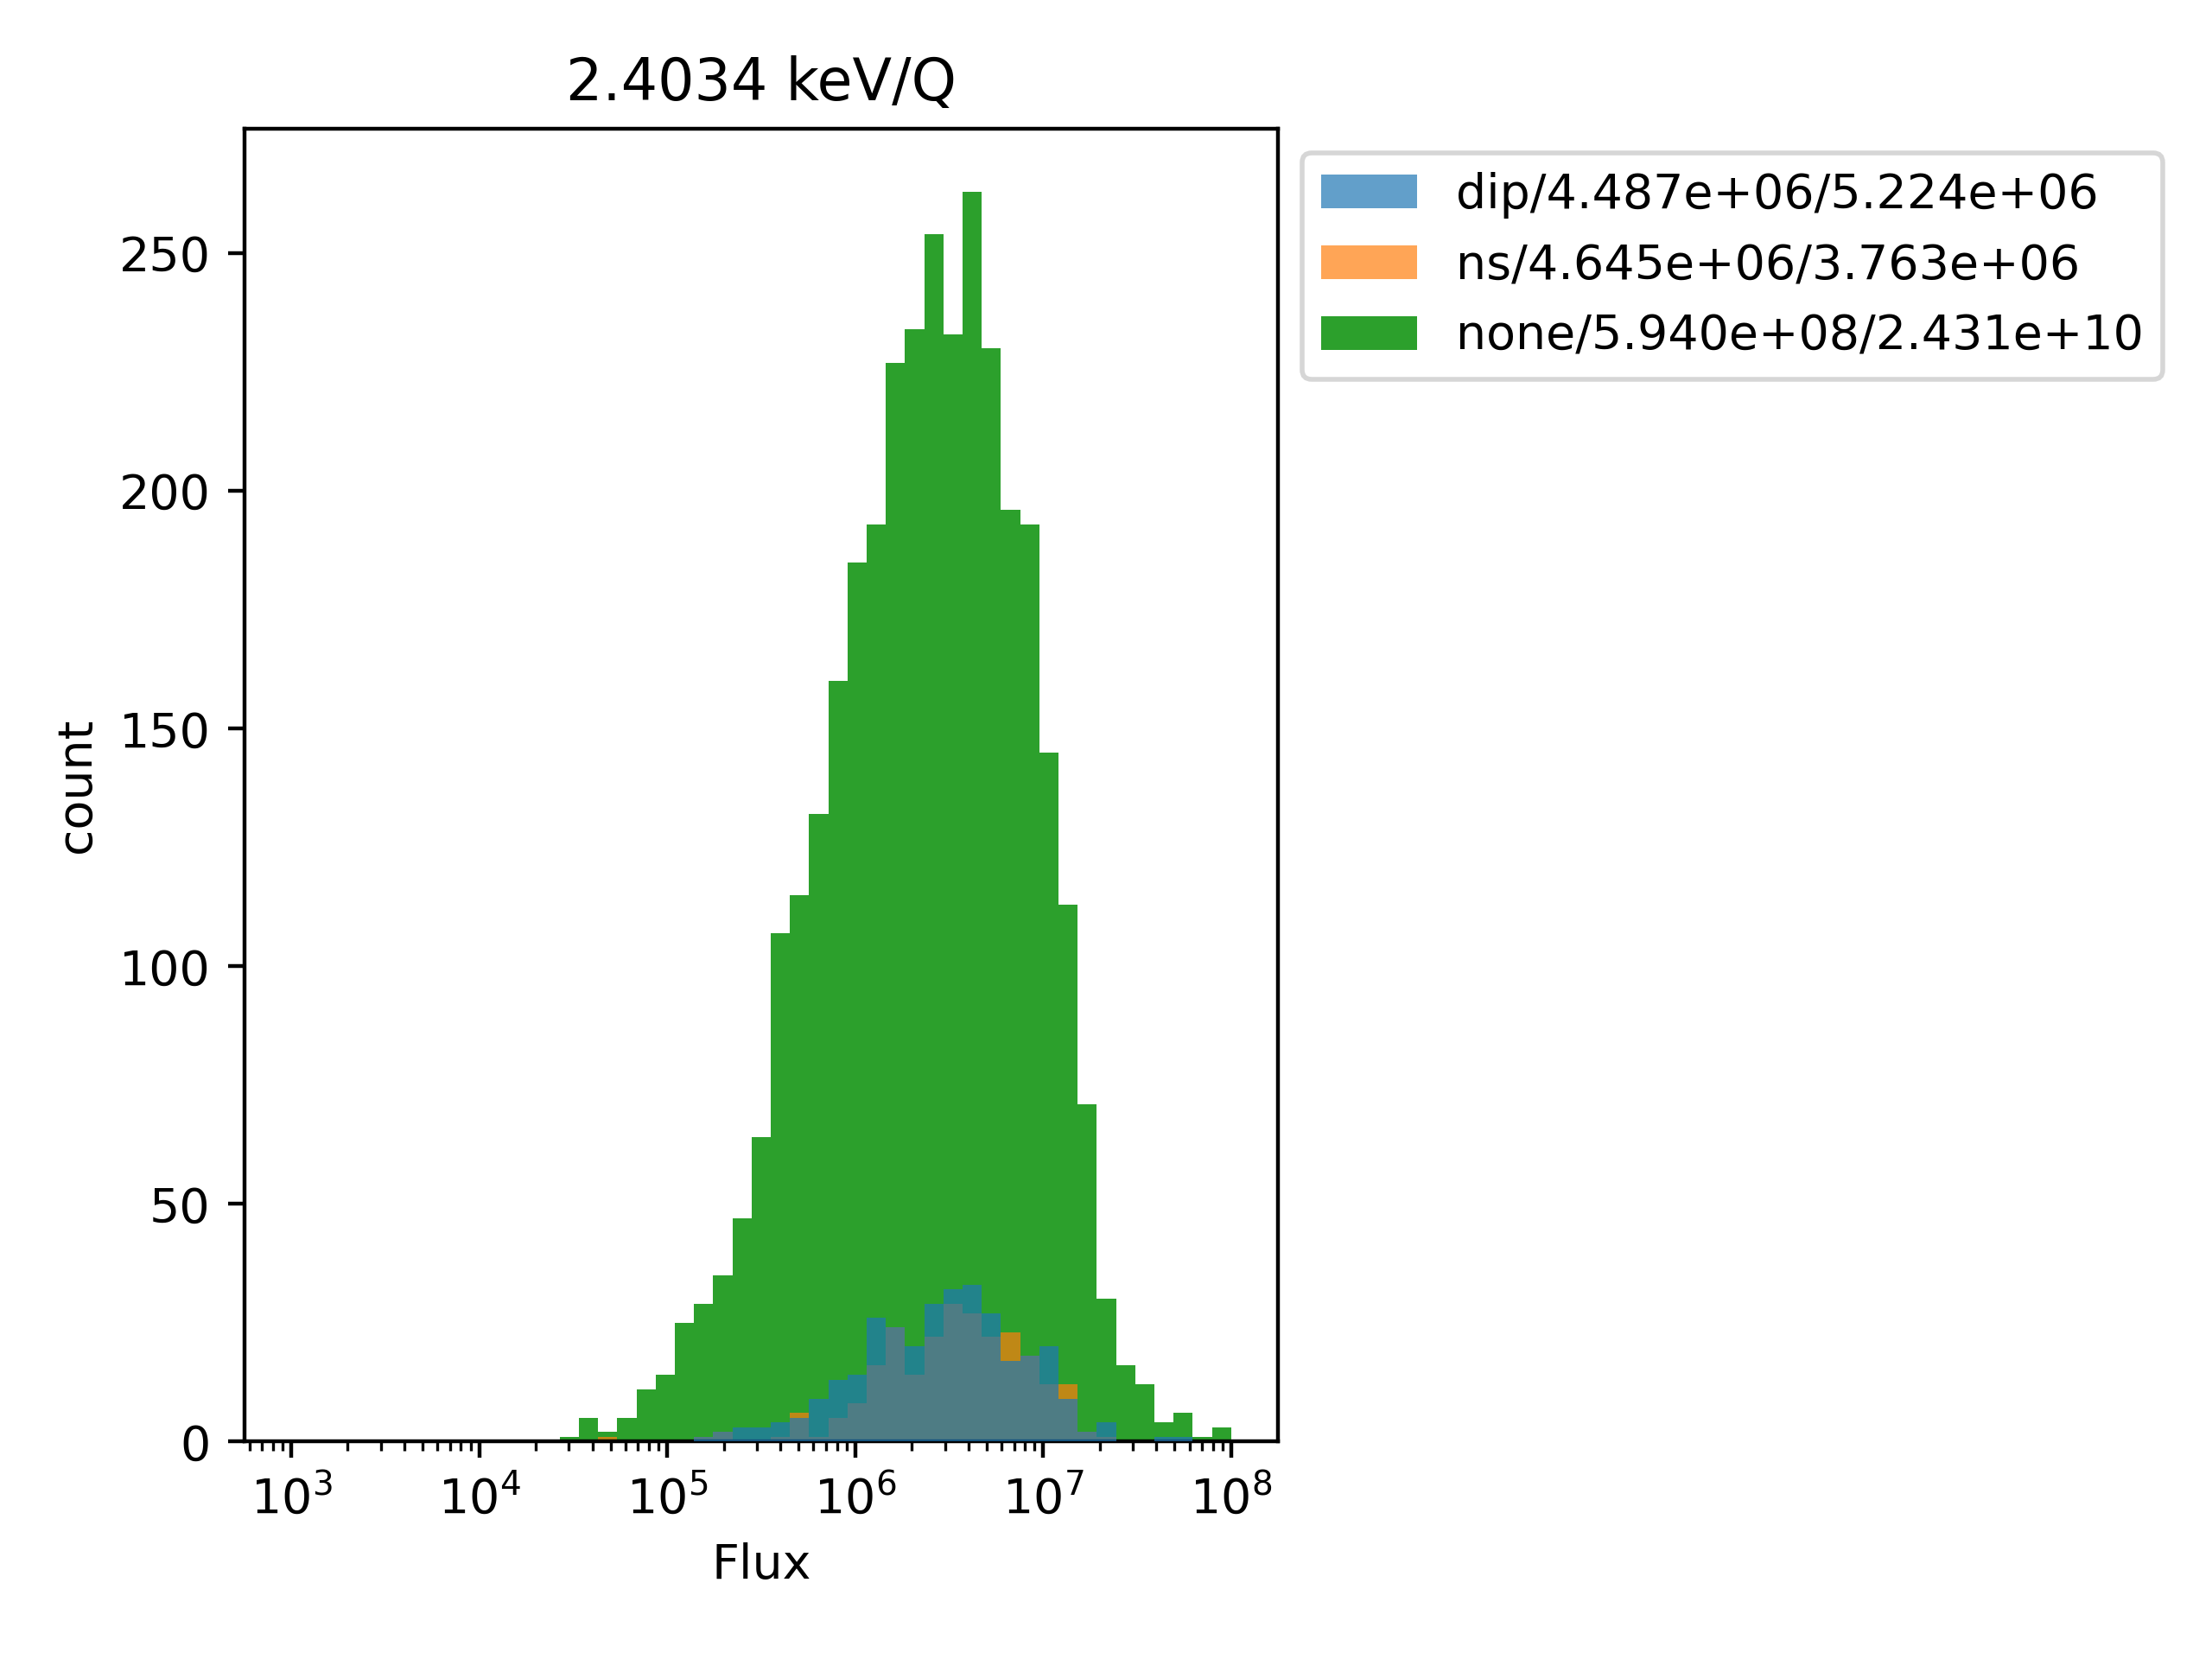 2.4034 keV/Q
dip/4.487e+06/5.224e+06
ns/4.645e+06/3.763e+06
none/5.940e+08/2.431e+10
250
200
150
100
50
0
count
10³ 10⁴ 10⁵ 10⁶ 10⁷ 10⁸
Flux